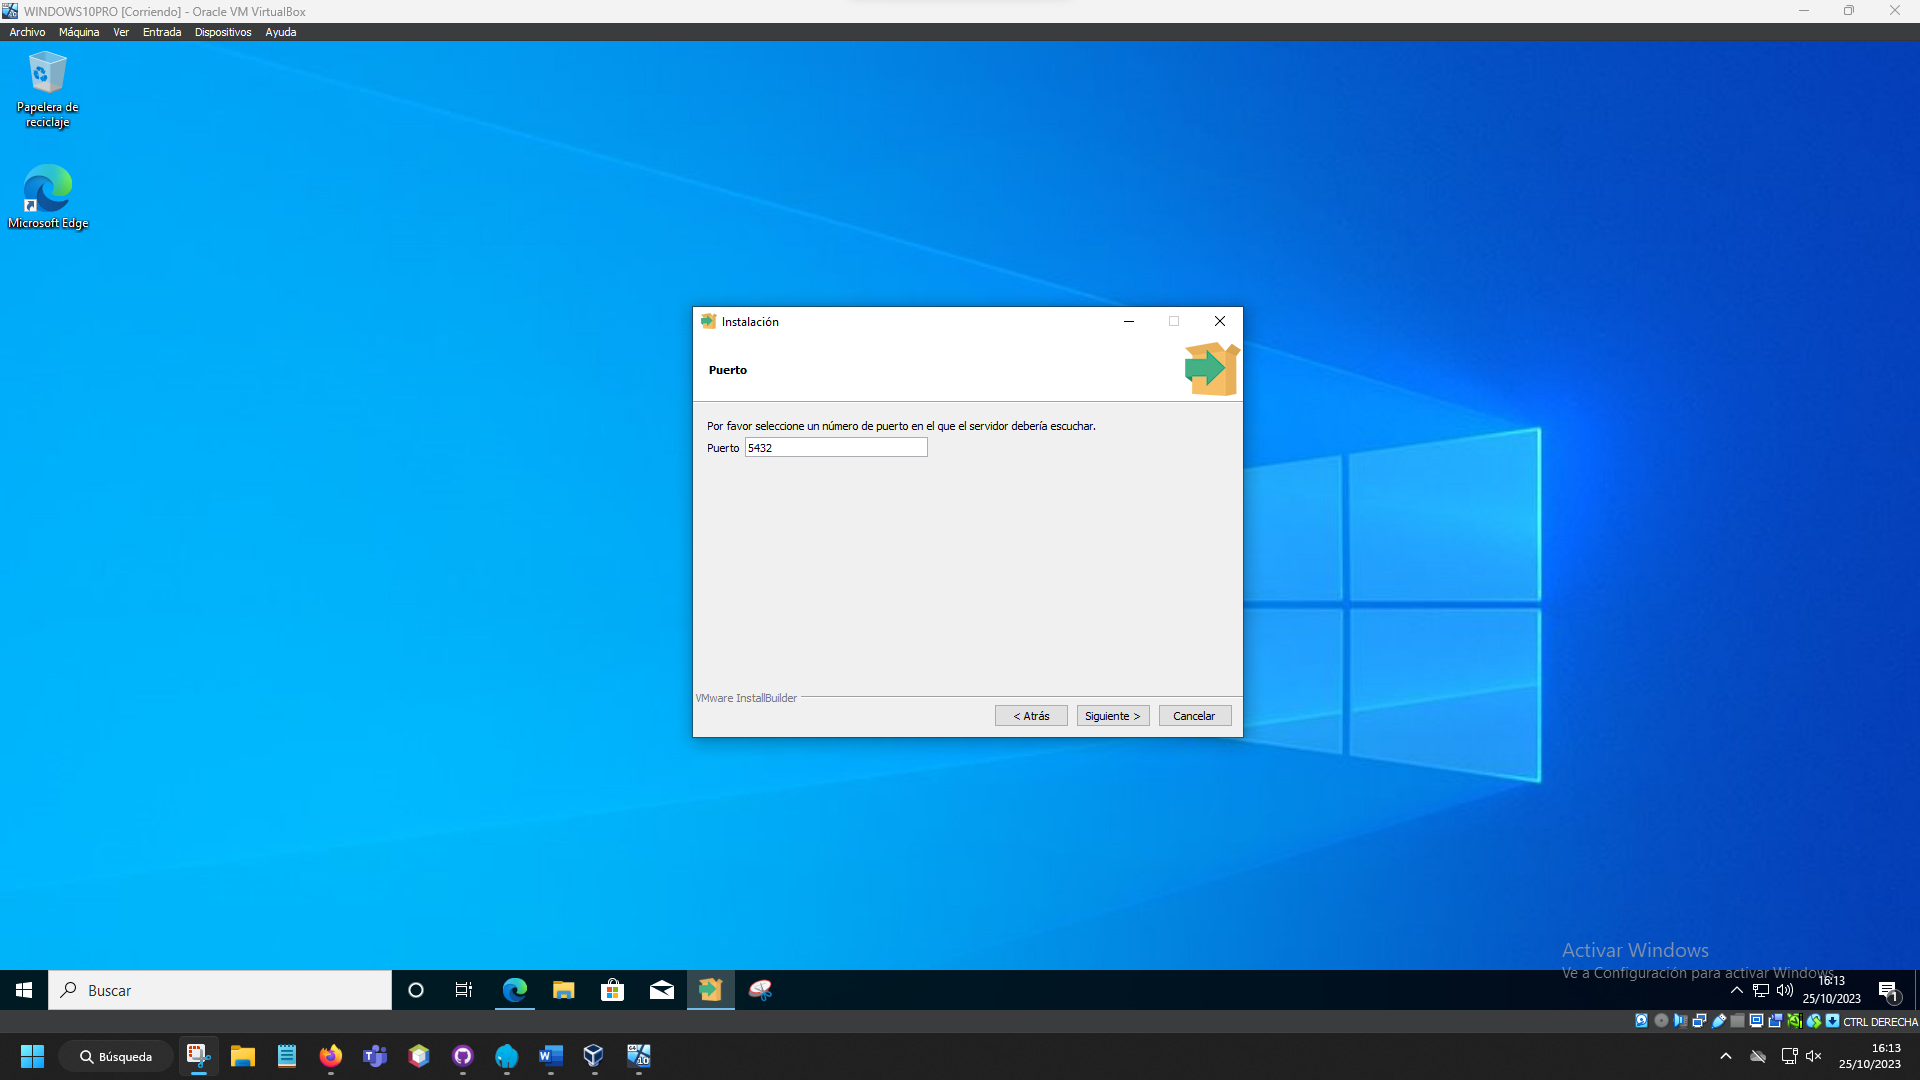 WINDOWS10PRO [Corriendo] - Oracle VM VirtualBox
Archivo Máquina Ver Entrada Dispositivos Ayuda
Papelera de
reciclaje
Microsoft Edge
Instalación
Puerto
Por favor seleccione un número de puerto en el que el servidor debería escuchar.
Puerto 5432
VMware InstallBuilder
< Atrás Siguiente > Cancelar
Activar Windows
Ve a Configuración para activar Windows.
Buscar
16:13
25/10/2023
1
CTRL DERECHA
Búsqueda
16:13
25/10/2023